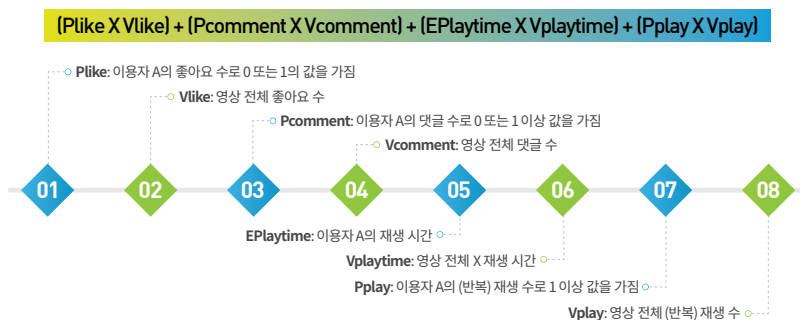 (Plike X Vlike) + (Pcomment X Vcomment) + (EPlaytime X Vplaytime) + (Pplay X Vplay)
Plike: 이용자 A의 좋아요 수로 0 또는 1의 값을 가짐
Vlike: 영상 전체 좋아요 수
Pcomment: 이용자 A의 댓글 수로 0 또는 1 이상 값을 가짐
Vcomment: 영상 전체 댓글 수
01 02 03 04 05 06 07 08
EPlaytime: 이용자 A의 재생 시간
Vplaytime: 영상 전체 X 재생 시간
Pplay: 이용자 A의 (반복) 재생 수로 1 이상 값을 가짐
Vplay: 영상 전체 (반복) 재생 수